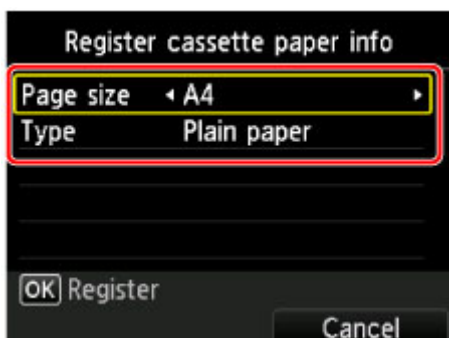 Register cassette paper info
Page size A4
Type Plain paper
OK Register
Cancel